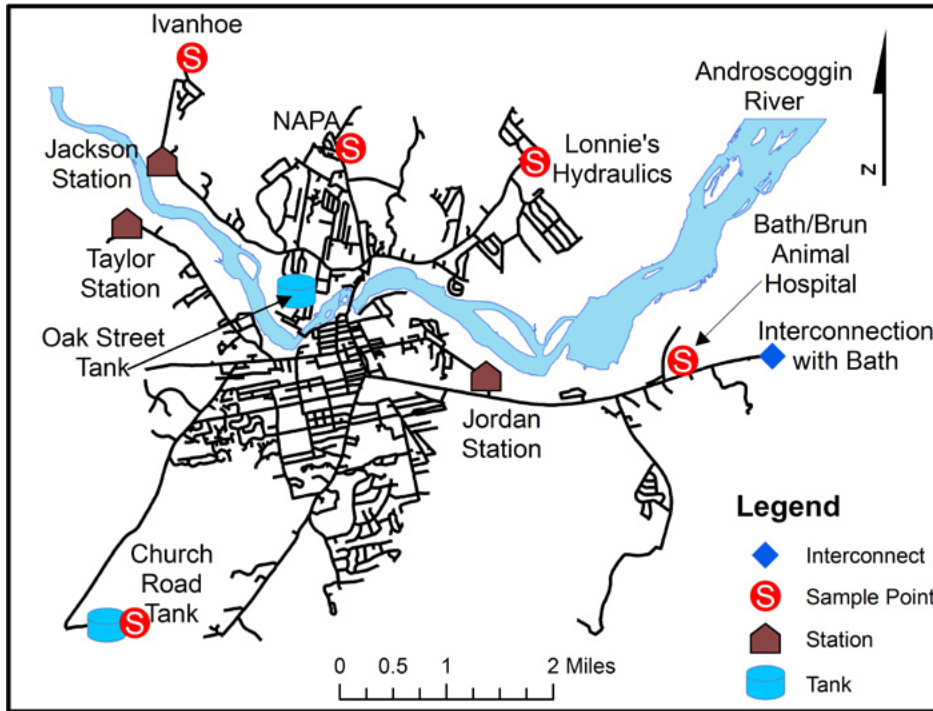 Ivanhoe
S
Androscoggin
River
NAPA
S
Jackson
Station
S
Lonnie's
Hydraulics
N
Taylor
Station
Bath/Brun
Animal
Hospital
Oak Street
Tank
Interconnection
with Bath
S
Jordan
Station
Legend
Interconnect
S Sample Point
Station
Tank
Church
Road
Tank
S
0 0.5 1 2 Miles